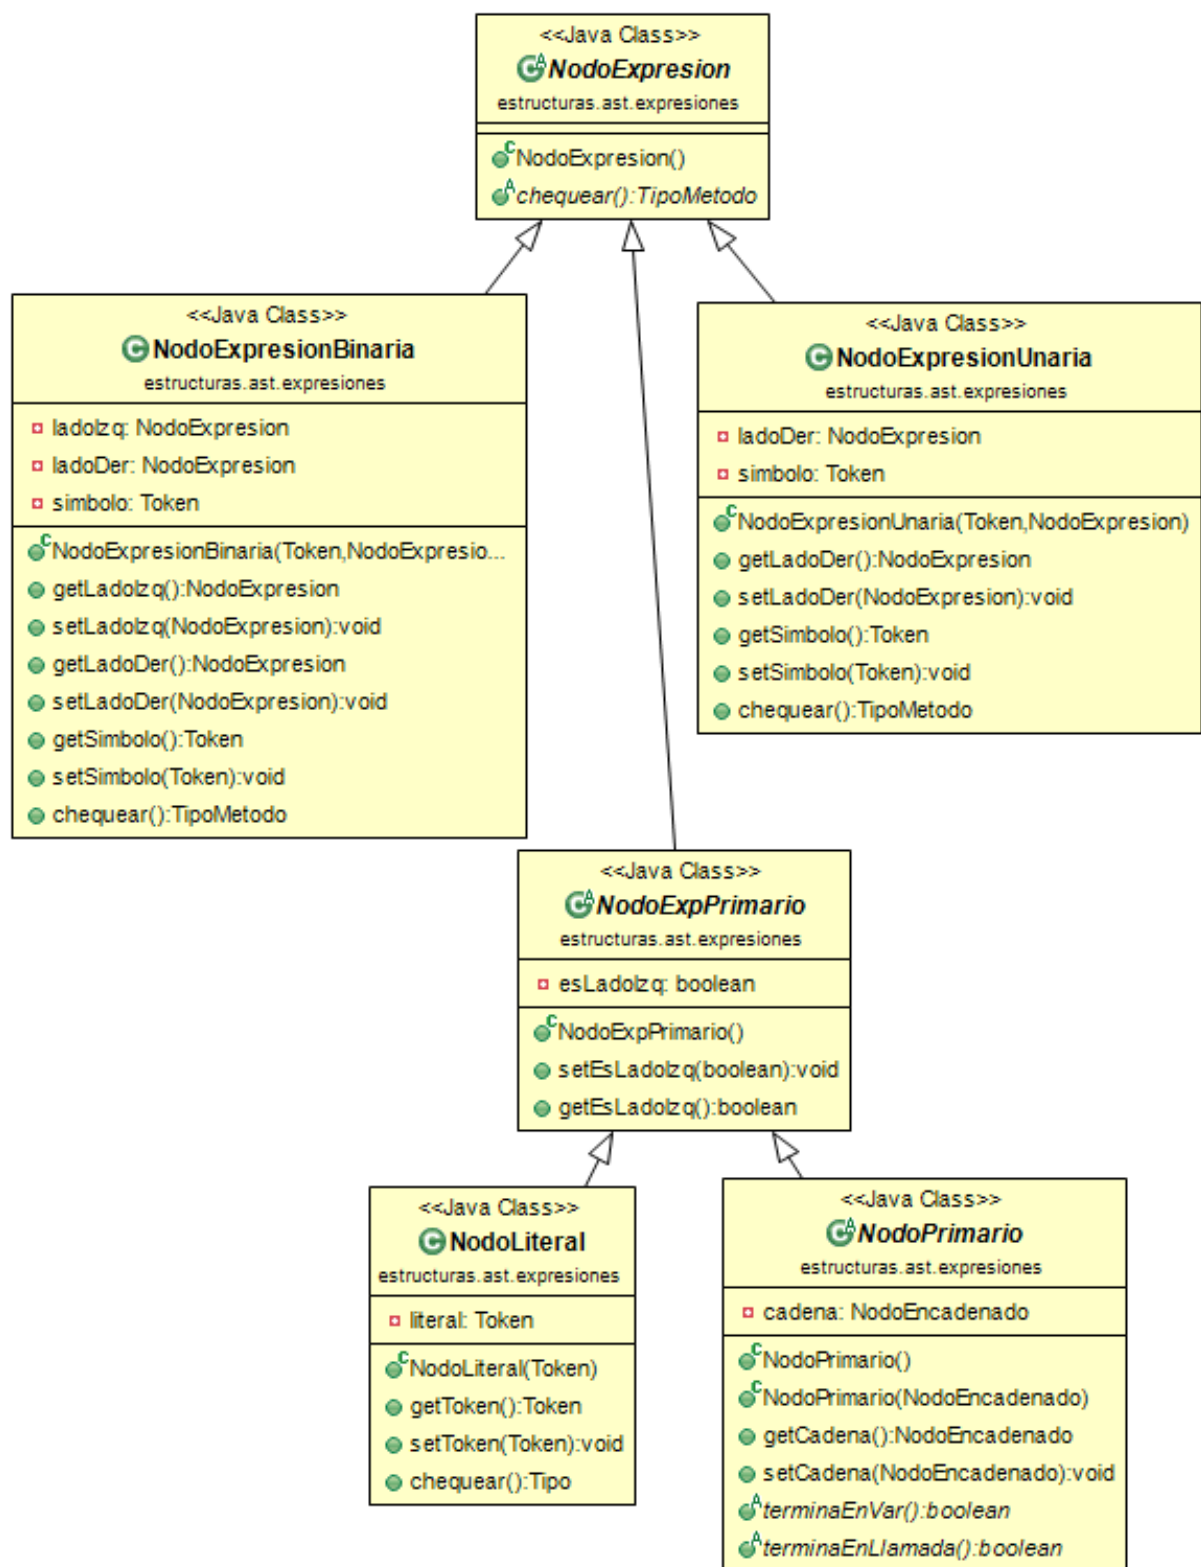 <<Java Class>>
NodoExpresion
estructuras.ast.expresiones
NodoExpresion()
chequear():TipoMetodo
<<Java Class>>
NodoExpresionBinaria
estructuras.ast.expresiones
ladoIzq: NodoExpresion
ladoDer: NodoExpresion
simbolo: Token
NodoExpresionBinaria(Token,NodoExpresio...
getLadoIzq():NodoExpresion
setLadoIzq(NodoExpresion):void
getLadoDer():NodoExpresion
setLadoDer(NodoExpresion):void
getSimbolo():Token
setSimbolo(Token):void
chequear():TipoMetodo
<<Java Class>>
NodoExpresionUnaria
estructuras.ast.expresiones
ladoDer: NodoExpresion
simbolo: Token
NodoExpresionUnaria(Token,NodoExpresion)
getLadoDer():NodoExpresion
setLadoDer(NodoExpresion):void
getSimbolo():Token
setSimbolo(Token):void
chequear():TipoMetodo
<<Java Class>>
NodoExpPrimario
estructuras.ast.expresiones
esLadoIzq: boolean
NodoExpPrimario()
setEsLadoIzq(boolean):void
getEsLadoIzq():boolean
<<Java Class>>
NodoLiteral
estructuras.ast.expresiones
literal: Token
NodoLiteral(Token)
getToken():Token
setToken(Token):void
chequear():Tipo
<<Java Class>>
NodoPrimario
estructuras.ast.expresiones
cadena: NodoEncadenado
NodoPrimario()
NodoPrimario(NodoEncadenado)
getCadena():NodoEncadenado
setCadena(NodoEncadenado):void
terminaEnVar():boolean
terminaEnLlamada():boolean